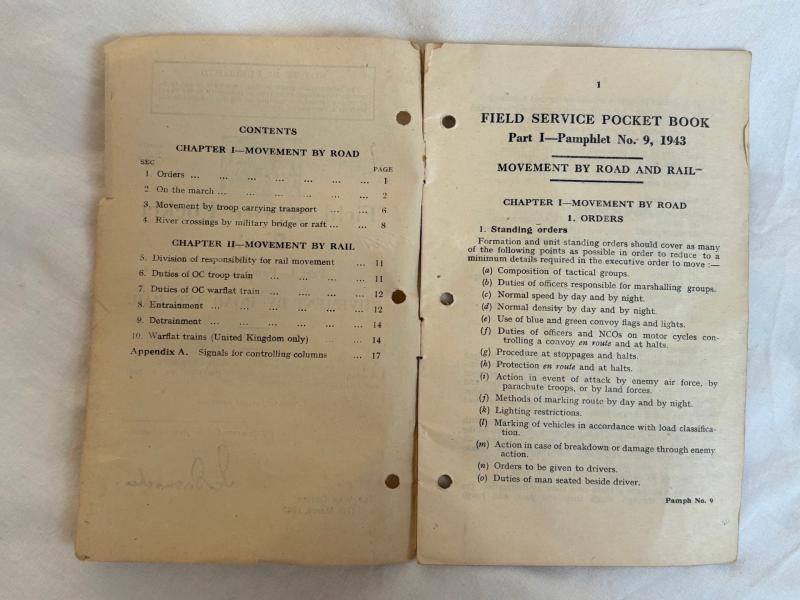 CONTENTS
CHAPTER I—MOVEMENT BY ROAD
SEC PAGE
1. Orders ... ... ... ... ... ... ... 1
2. On the march ... ... ... ... ... ... 2
3. Movement by troop carrying transport ... ... 6
4. River crossings by military bridge or raft ... ... 8
CHAPTER II—MOVEMENT BY RAIL
5. Division of responsibility for rail movement ... 11
6. Duties of OC troop train ... ... ... ... 11
7. Duties of OC warflat train ... ... ... ... 12
8. Entrainment ... ... ... ... ... ... 12
9. Detrainment ... ... ... ... ... ... 14
10. Warflat trains (United Kingdom only) ... ... 14
Appendix A. Signals for controlling columns ... 17
1
FIELD SERVICE POCKET BOOK
Part I—Pamphlet No. 9, 1943
MOVEMENT BY ROAD AND RAIL
CHAPTER I—MOVEMENT BY ROAD
1. ORDERS
1. Standing orders
Formation and unit standing orders should cover as many
of the following points as possible in order to reduce to a
minimum details required in the executive order to move :—
(a) Composition of tactical groups.
(b) Duties of officers responsible for marshalling groups.
(c) Normal speed by day and by night.
(d) Normal density by day and by night.
(e) Use of blue and green convoy flags and lights.
(f) Duties of officers and NCOs on motor cycles con-
trolling a convoy en route and at halts.
(g) Procedure at stoppages and halts.
(h) Protection en route and at halts.
(i) Action in event of attack by enemy air force, by
parachute troops, or by land forces.
(j) Methods of marking route by day and by night.
(k) Lighting restrictions.
(l) Marking of vehicles in accordance with load classifica-
tion.
(m) Action in case of breakdown or damage through enemy
action.
(n) Orders to be given to drivers.
(o) Duties of man seated beside driver.
Pamph No. 9